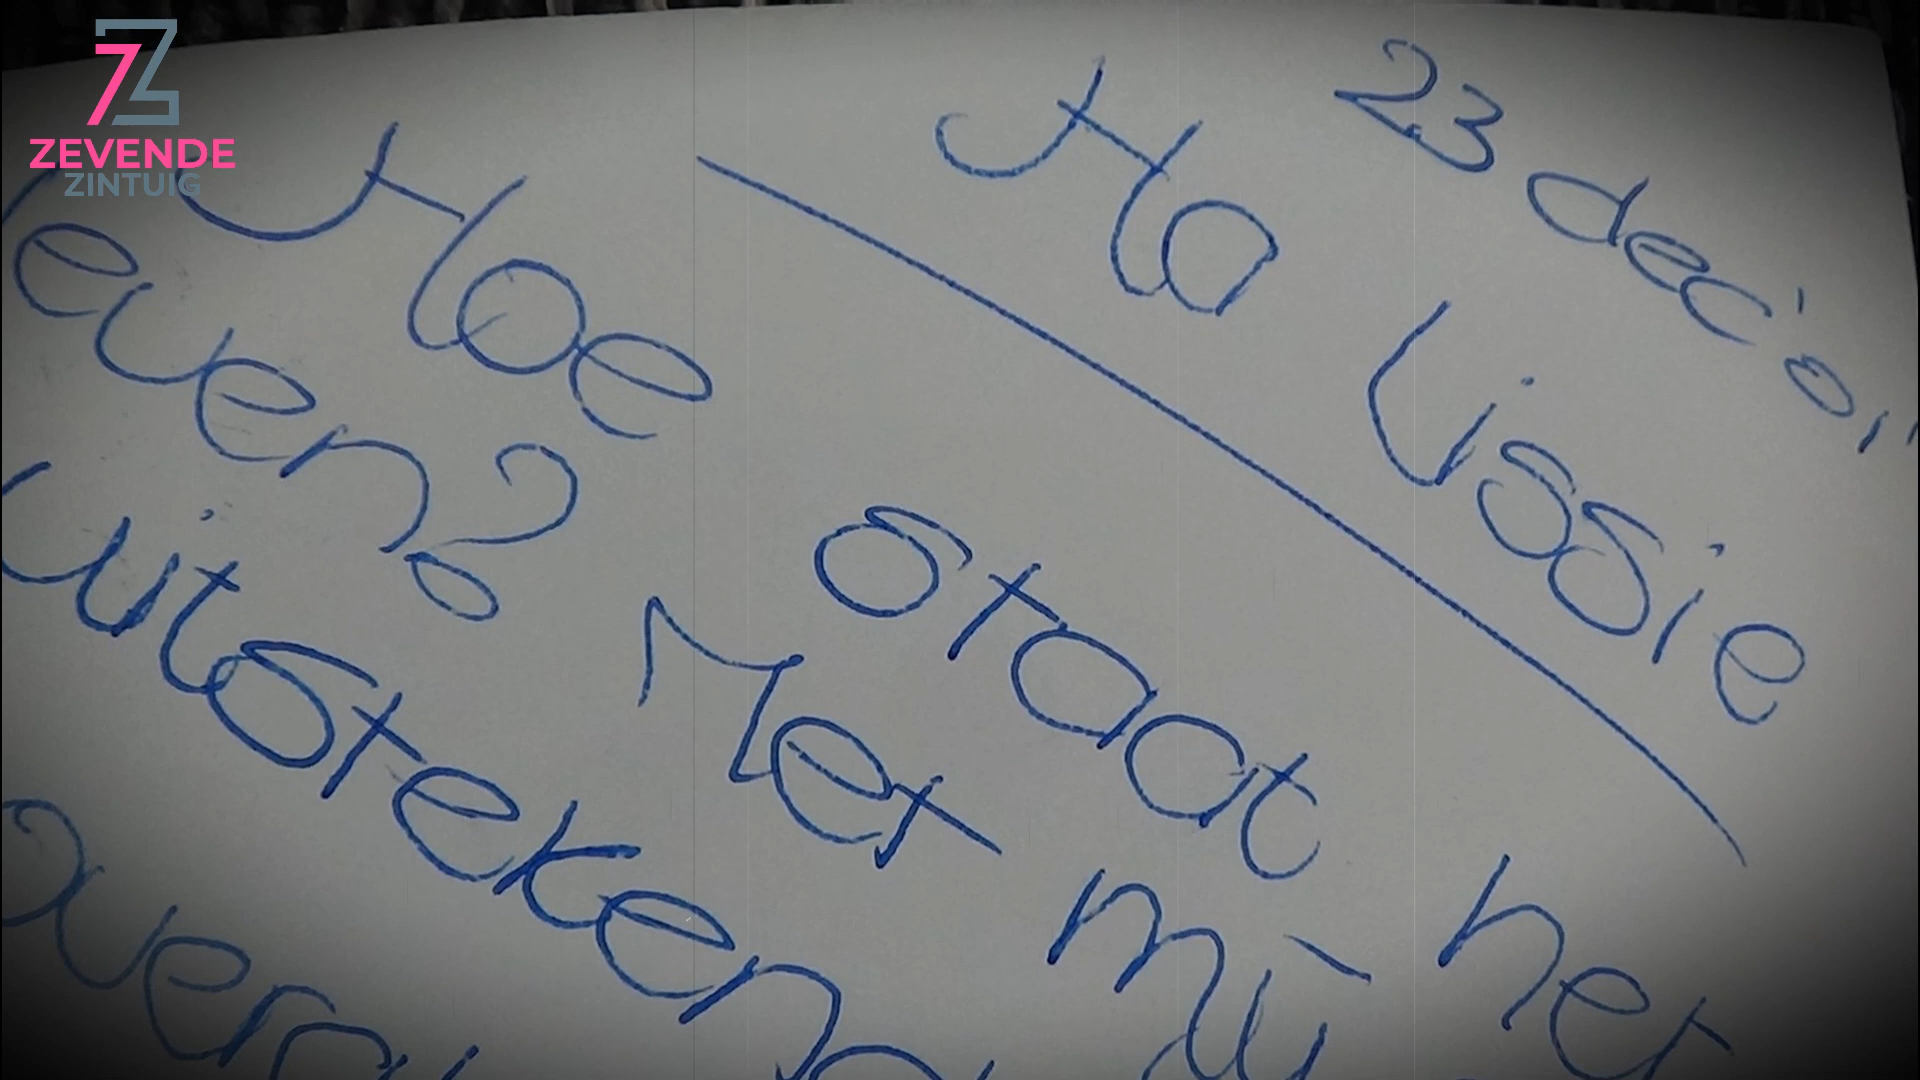 ZEVENDE
ZINTUIG
23 dec '01
Ha Lissie
Hoe staat het
leven? Met mij
uitstekend